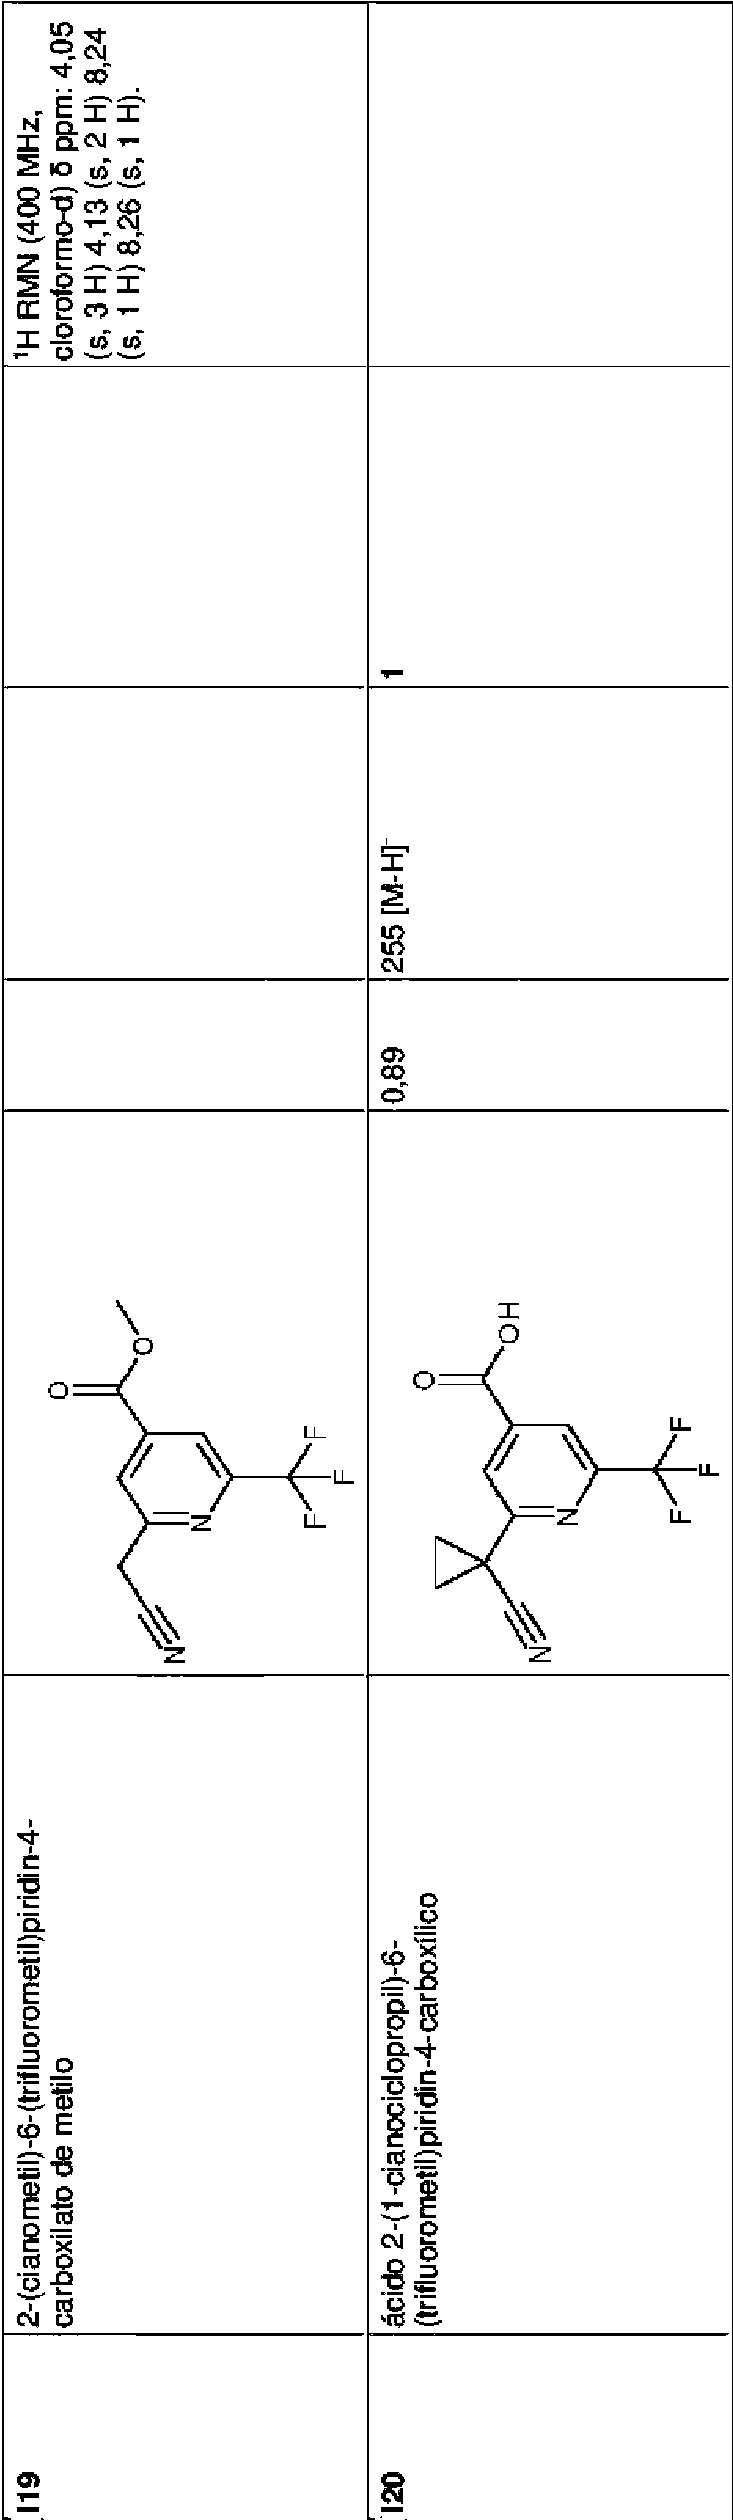 I19
2-(cianometil)-6-(trifluorometil)piridin-4-
carboxilato de metilo
N
N
O
O
F
F
F
¹H RMN (400 MHz,
cloroformo-d) δ ppm: 4,05
(s, 3 H) 4,13 (s, 2 H) 8,24
(s, 1 H) 8,26 (s, 1 H).
I20
ácido 2-(1-cianociclopropil)-6-
(trifluorometil)piridin-4-carboxílico
N
N
O
OH
F
F
F
0,89
255 [M-H]⁻
1